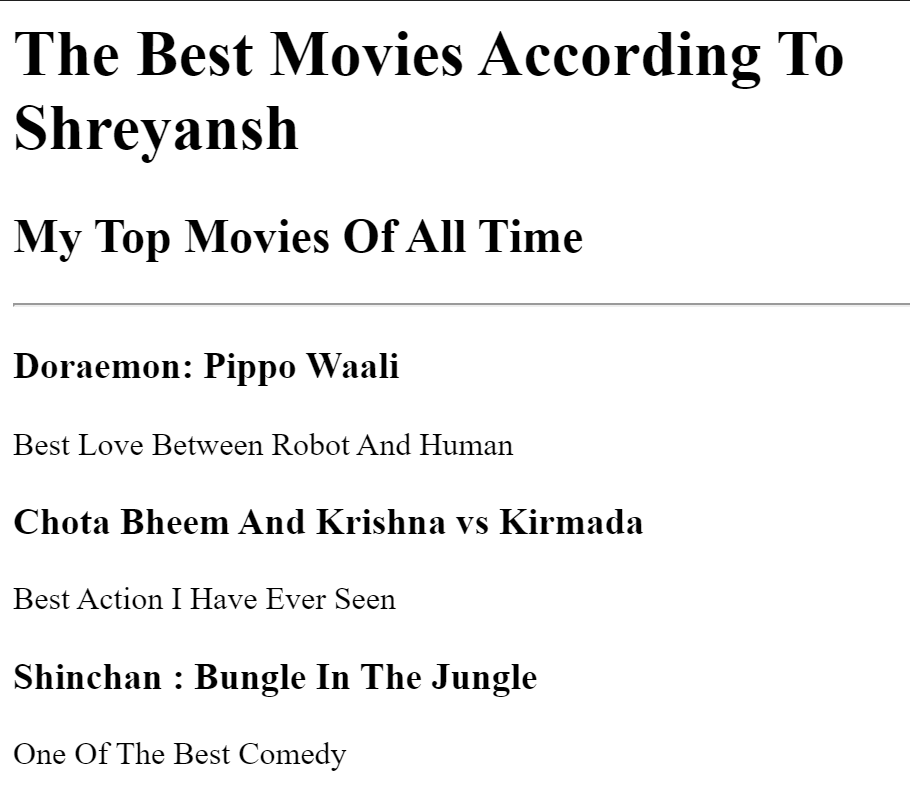 The Best Movies According To
Shreyansh
My Top Movies Of All Time
Doraemon: Pippo Waali
Best Love Between Robot And Human
Chota Bheem And Krishna vs Kirmada
Best Action I Have Ever Seen
Shinchan : Bungle In The Jungle
One Of The Best Comedy